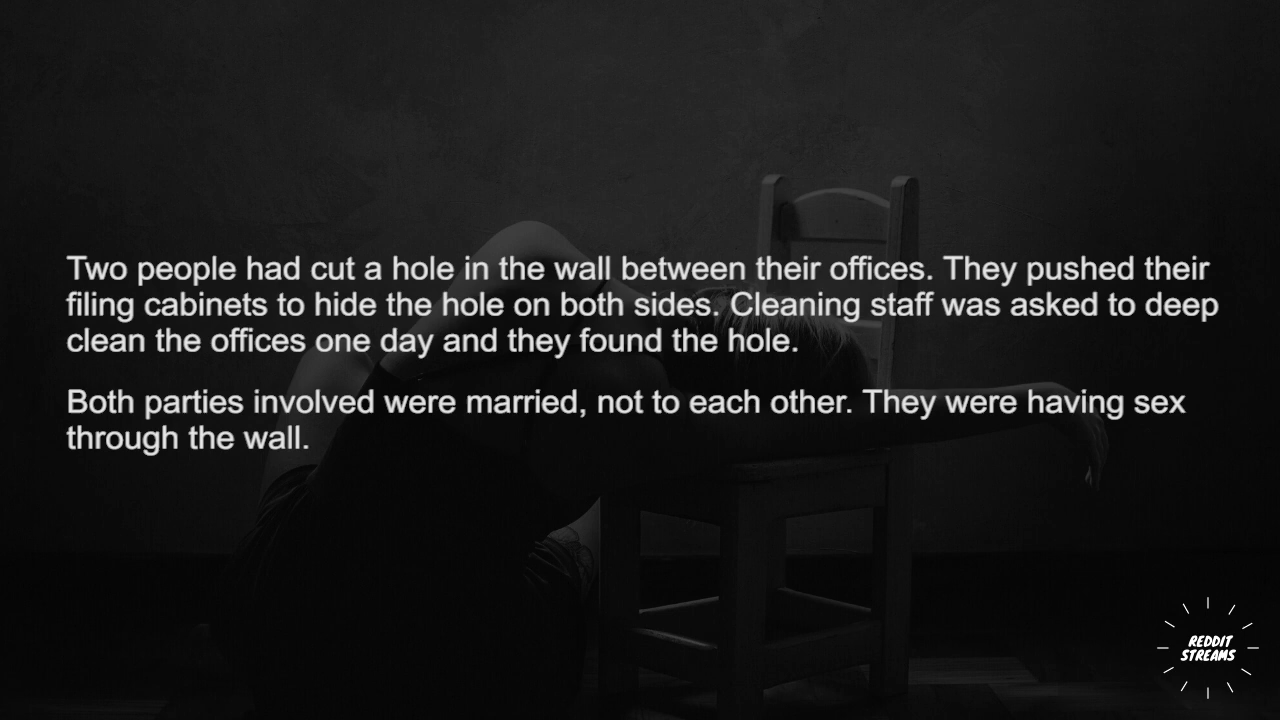 Two people had cut a hole in the wall between their offices. They pushed their
filing cabinets to hide the hole on both sides. Cleaning staff was asked to deep
clean the offices one day and they found the hole.
Both parties involved were married, not to each other. They were having sex
through the wall.
REDDIT
STREAMS